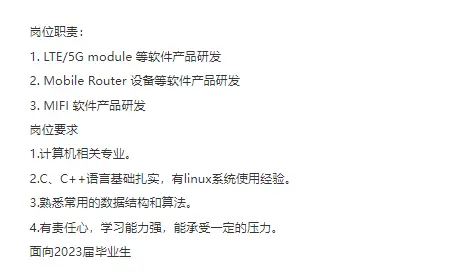 岗位职责：
1. LTE/5G module 等软件产品研发
2. Mobile Router 设备等软件产品研发
3. MIFI 软件产品研发
岗位要求
1.计算机相关专业。
2.C、C++语言基础扎实，有linux系统使用经验。
3.熟悉常用的数据结构和算法。
4.有责任心，学习能力强，能承受一定的压力。
面向2023届毕业生